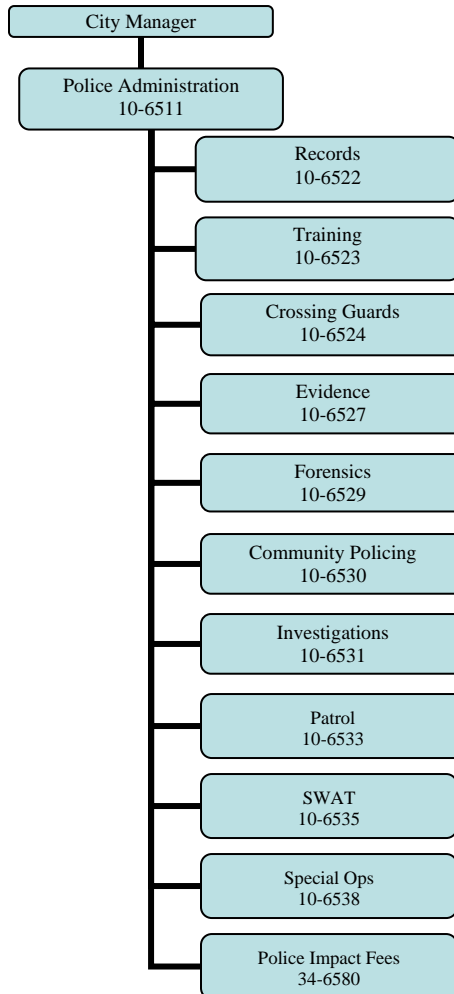 City Manager
Police Administration
10-6511
Records
10-6522
Training
10-6523
Crossing Guards
10-6524
Evidence
10-6527
Forensics
10-6529
Community Policing
10-6530
Investigations
10-6531
Patrol
10-6533
SWAT
10-6535
Special Ops
10-6538
Police Impact Fees
34-6580